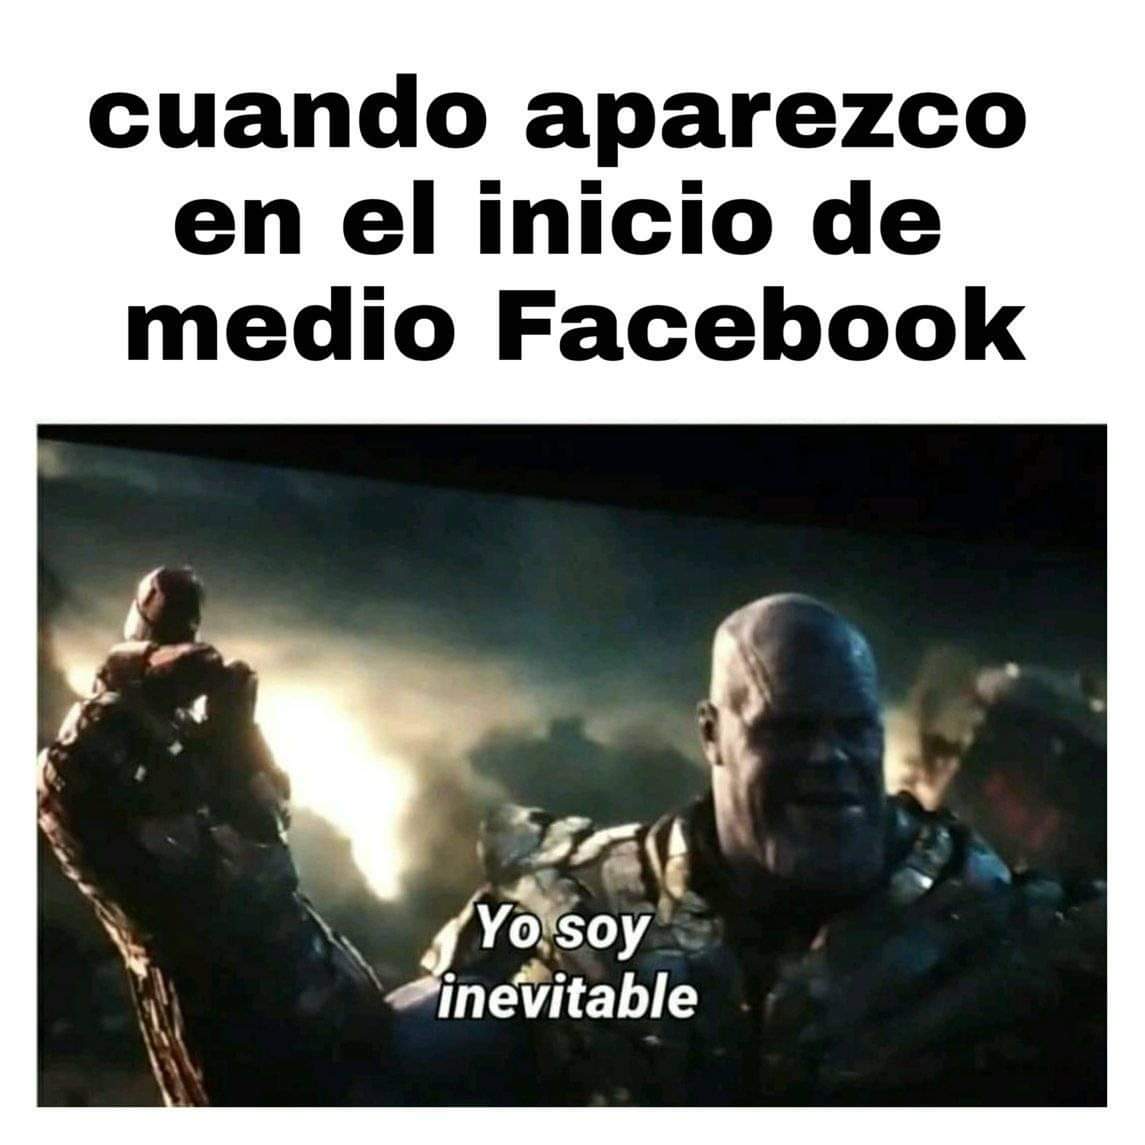 cuando aparezco
en el inicio de
medio Facebook
Yo soy
inevitable